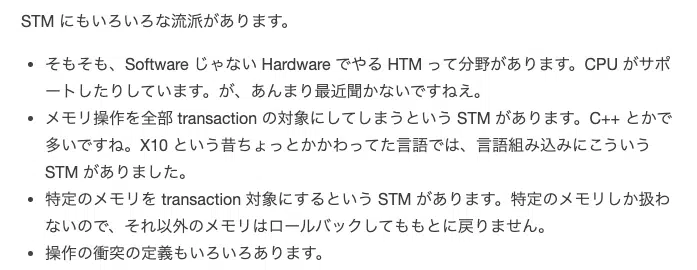 STM にもいろいろな流派があります。
そもそも、Software じゃない Hardware でやる HTM って分野があります。CPU がサポ
ートしたりしています。が、あんまり最近聞かないですねえ。
メモリ操作を全部 transaction の対象にしてしまうという STM があります。C++ とかで
多いですね。X10 という昔ちょっとかかわってた言語では、言語組み込みにこういう
STM がありました。
特定のメモリを transaction 対象にするという STM があります。特定のメモリしか扱わ
ないので、それ以外のメモリはロールバックしてももとに戻りません。
操作の衝突の定義もいろいろあります。